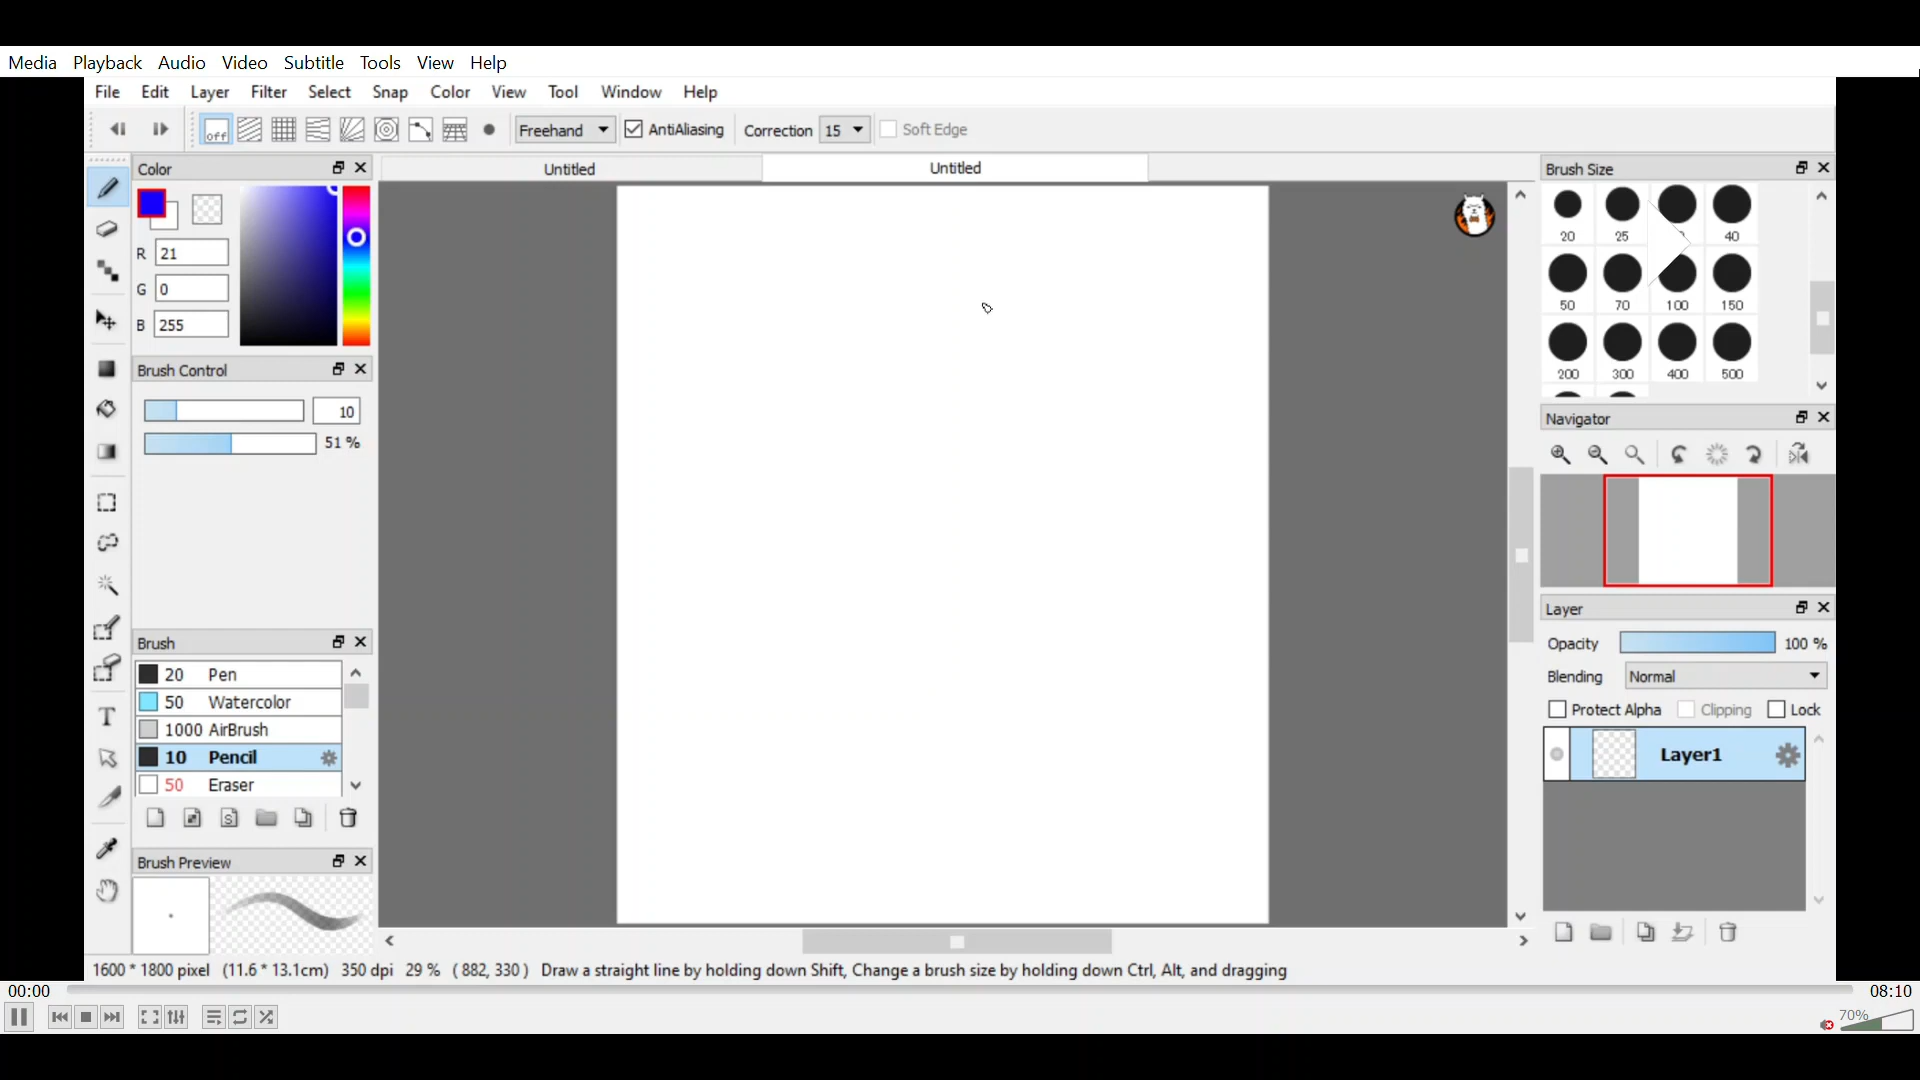 Media Playback Audio Video Subtitle Tools View Help
File Edit Layer Filter Select Snap Color View Tool Window Help
off Freehand AntiAliasing Correction 15 Soft Edge
Color
Untitled Untitled
Brush Size
R 21
G 0
B 255
20 25 40
50 70 100 150
200 300 400 500
Brush Control
10
51 %
Navigator
Brush
20 Pen
50 Watercolor
1000 AirBrush
10 Pencil
50 Eraser
S
Brush Preview
Layer
Opacity 100 %
Blending Normal
Protect Alpha Clipping Lock
Layer1
T
1600 * 1800 pixel (11.6 * 13.1cm) 350 dpi 29 % ( 882, 330 ) Draw a straight line by holding down Shift, Change a brush size by holding down Ctrl, Alt, and dragging
00:00 08:10
70%